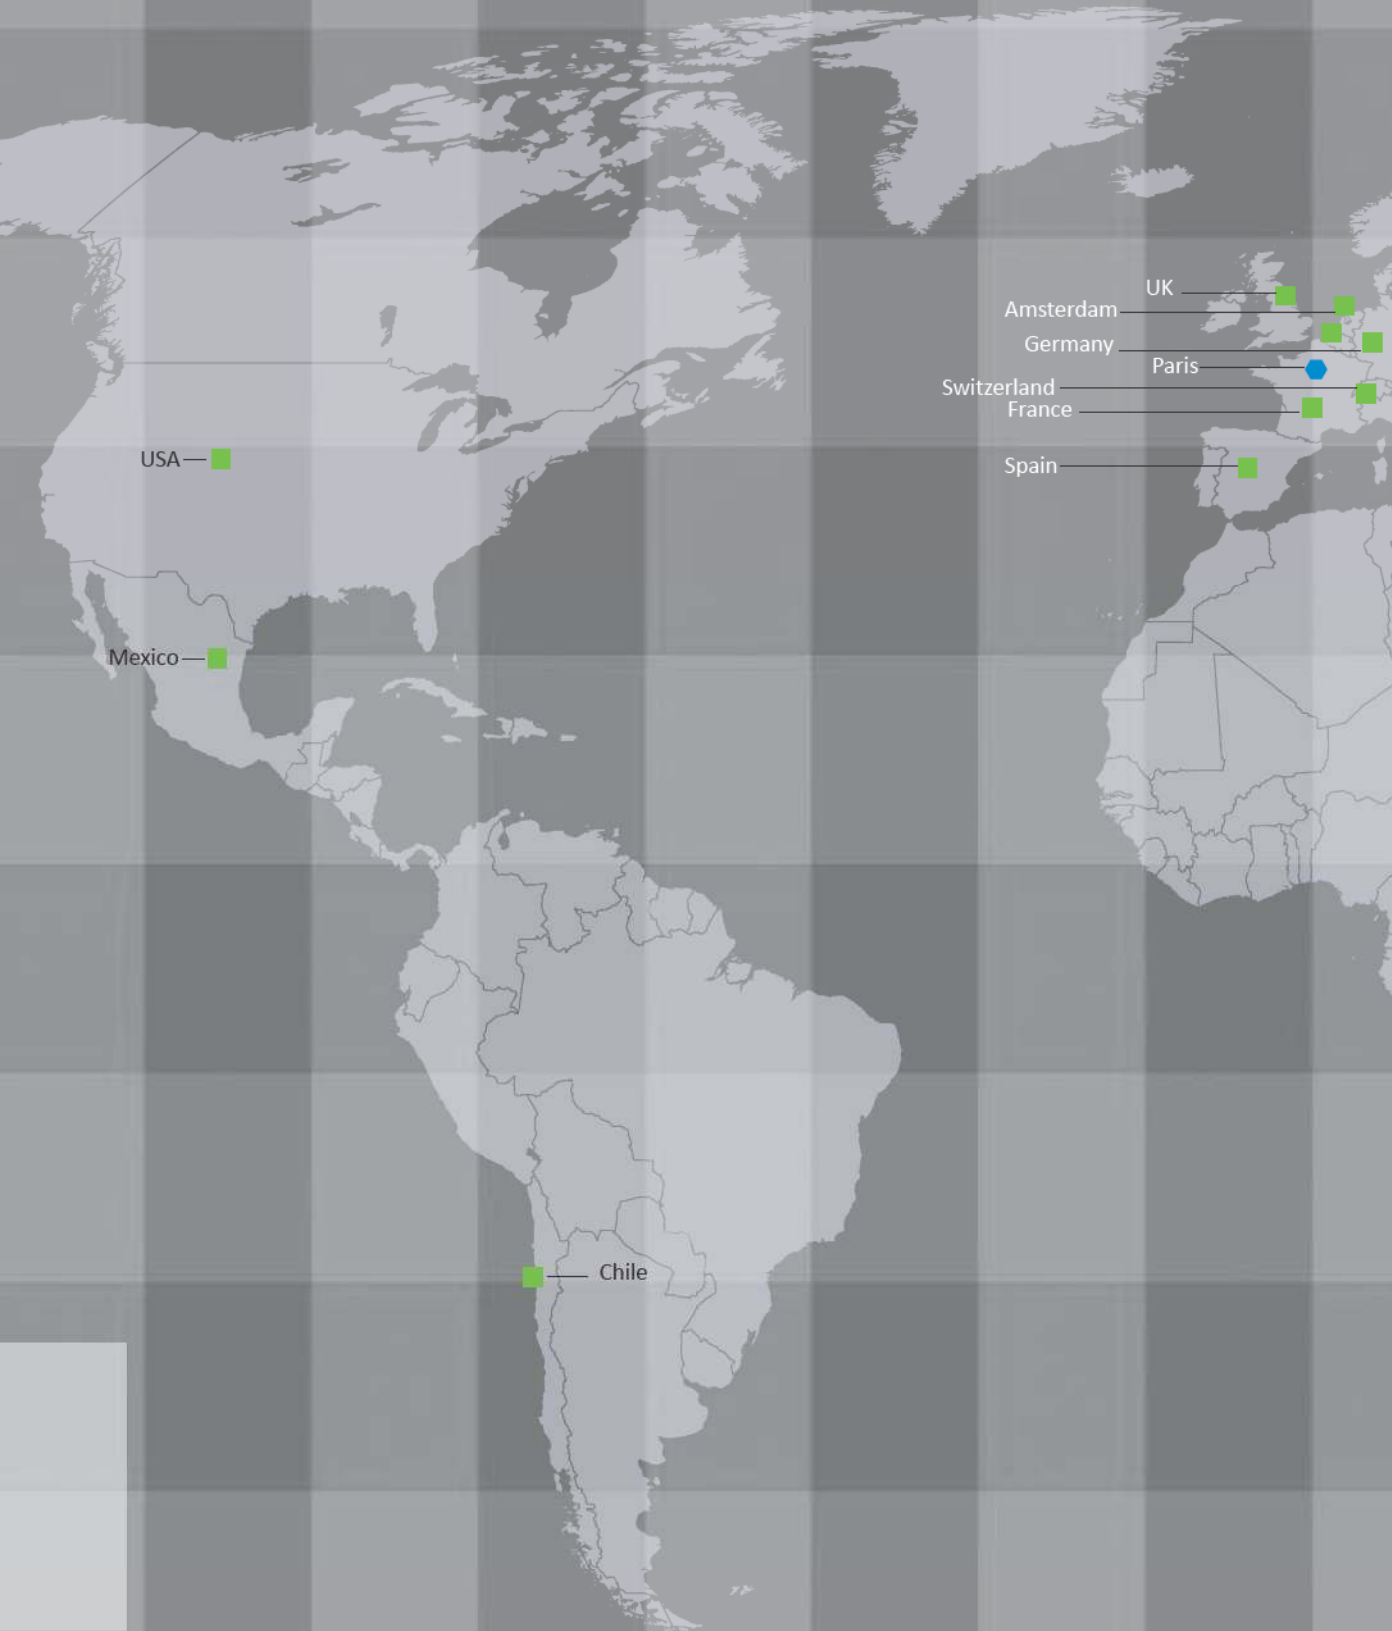 UK
Amsterdam
Germany
Paris
Switzerland
France
USA
Spain
Mexico
Chile